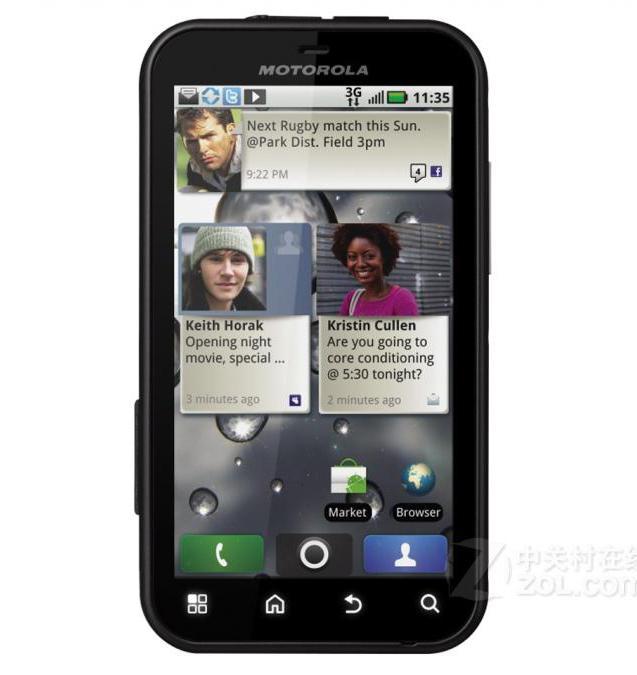 MOTOROLA
3G
11:35
Next Rugby match this Sun.
@Park Dist. Field 3pm
9:22 PM
4
Keith Horak
Opening night
movie, special ...
3 minutes ago
Kristin Cullen
Are you going to
core conditioning
@ 5:30 tonight?
2 minutes ago
Market
Browser
中关村在线
ZOL.com